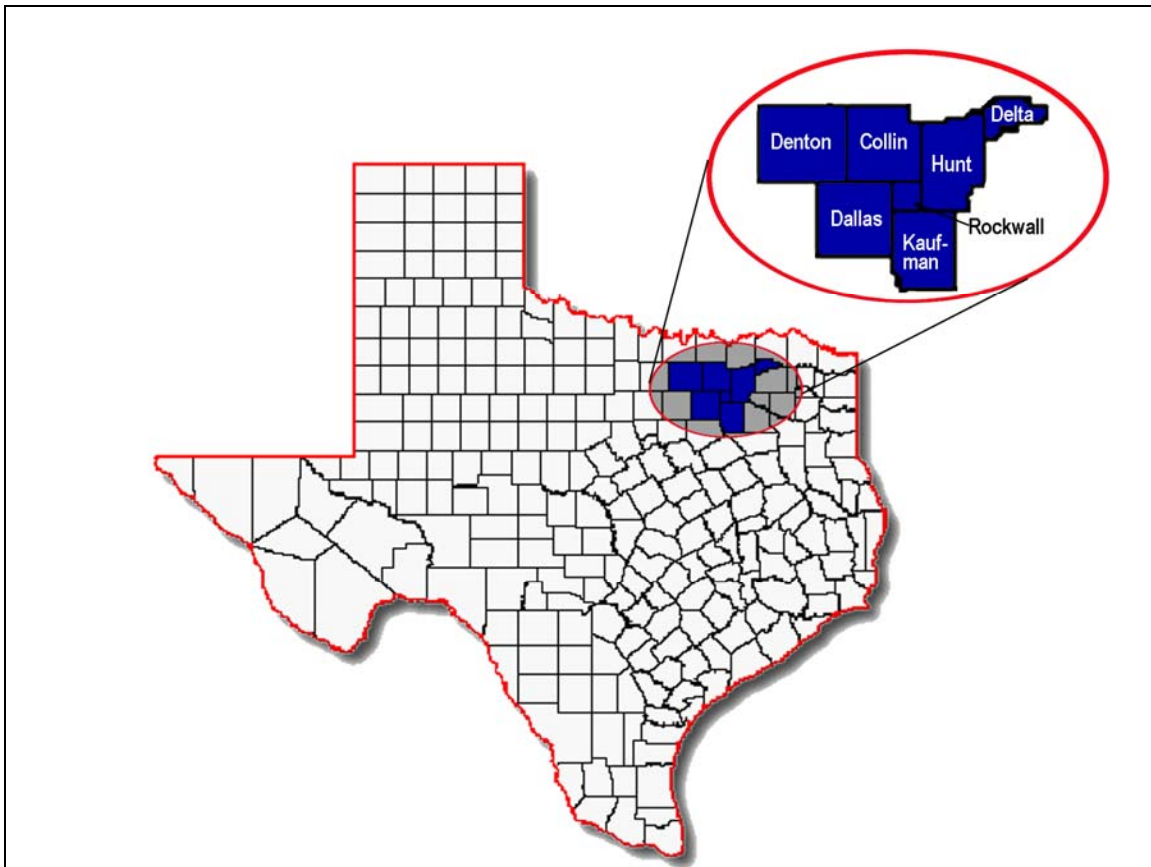 Delta
Denton
Collin
Hunt
Dallas
Rockwall
Kauf-
man